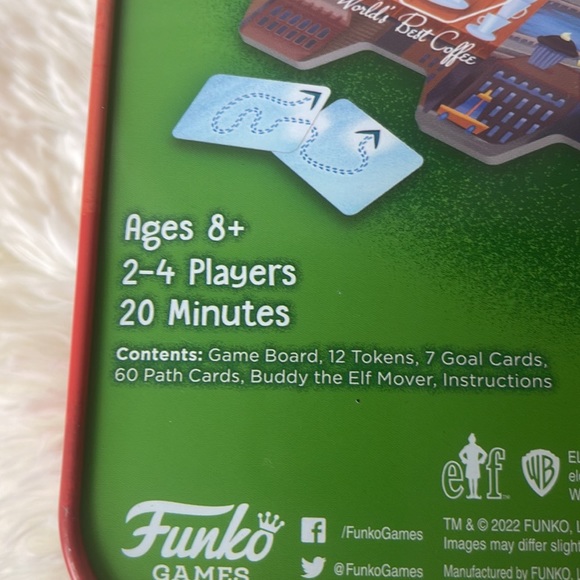 World's Best Coffee
Ages 8+
2–4 Players
20 Minutes
Contents: Game Board, 12 Tokens, 7 Goal Cards,
60 Path Cards, Buddy the Elf Mover, Instructions
elf
WB
Funko
GAMES
/FunkoGames
@FunkoGames
TM & © 2022 FUNKO,
Images may differ
Manufactured by FUNKO,